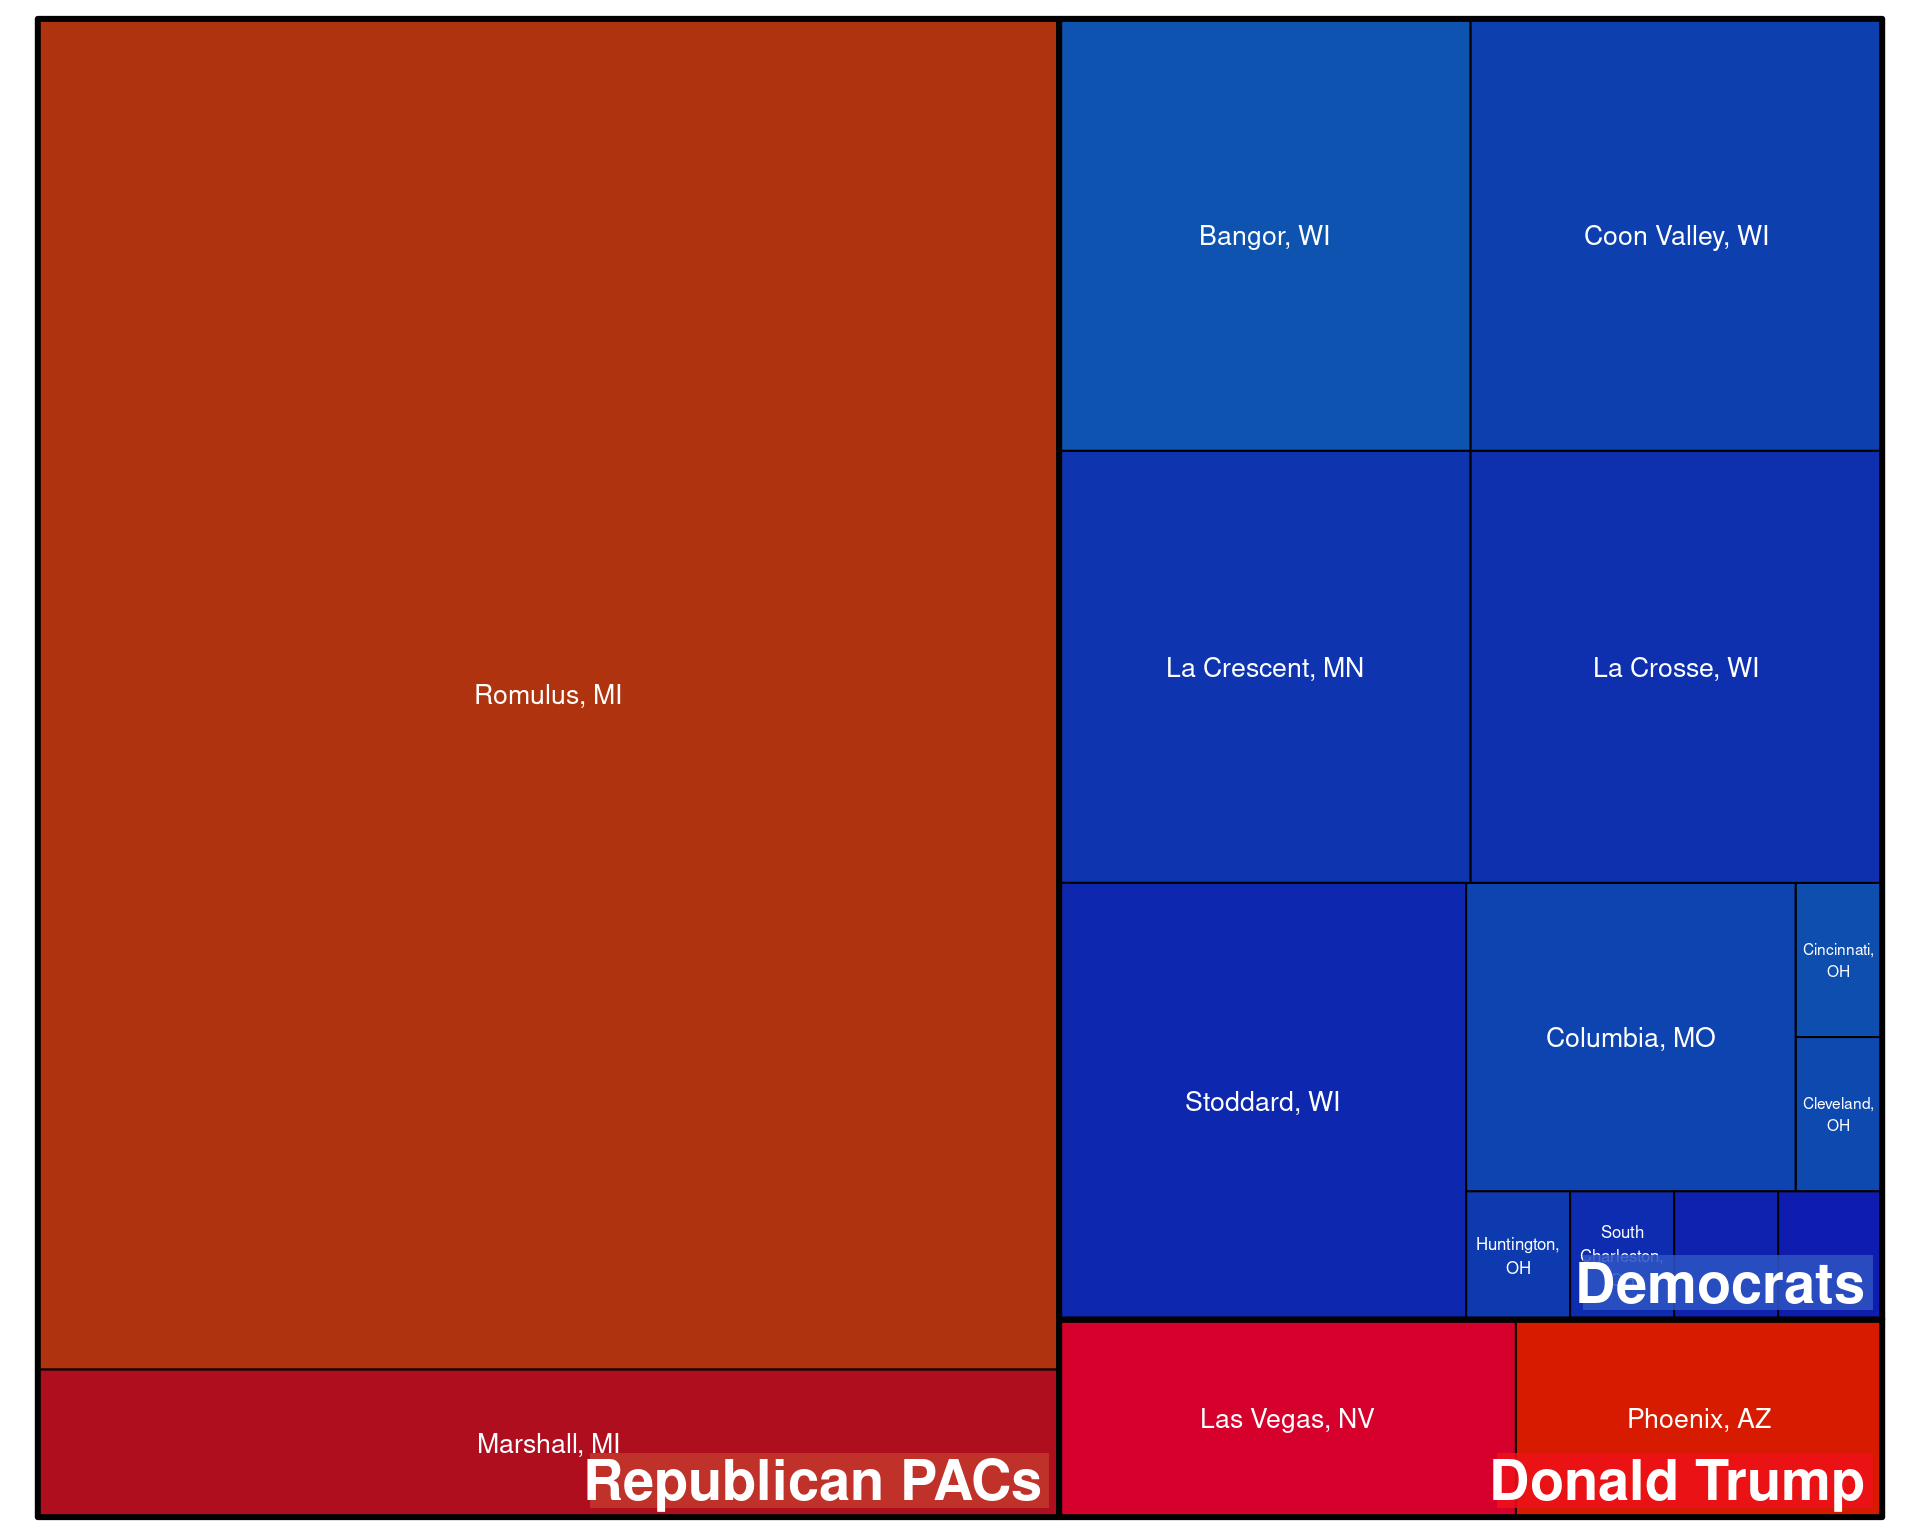 Romulus, MI
Marshall, MI
Republican PACs
Bangor, WI
Coon Valley, WI
La Crescent, MN
La Crosse, WI
Stoddard, WI
Columbia, MO
Cincinnati,
OH
Cleveland,
OH
Huntington,
OH
South
Charleston,
Democrats
Las Vegas, NV
Phoenix, AZ
Donald Trump